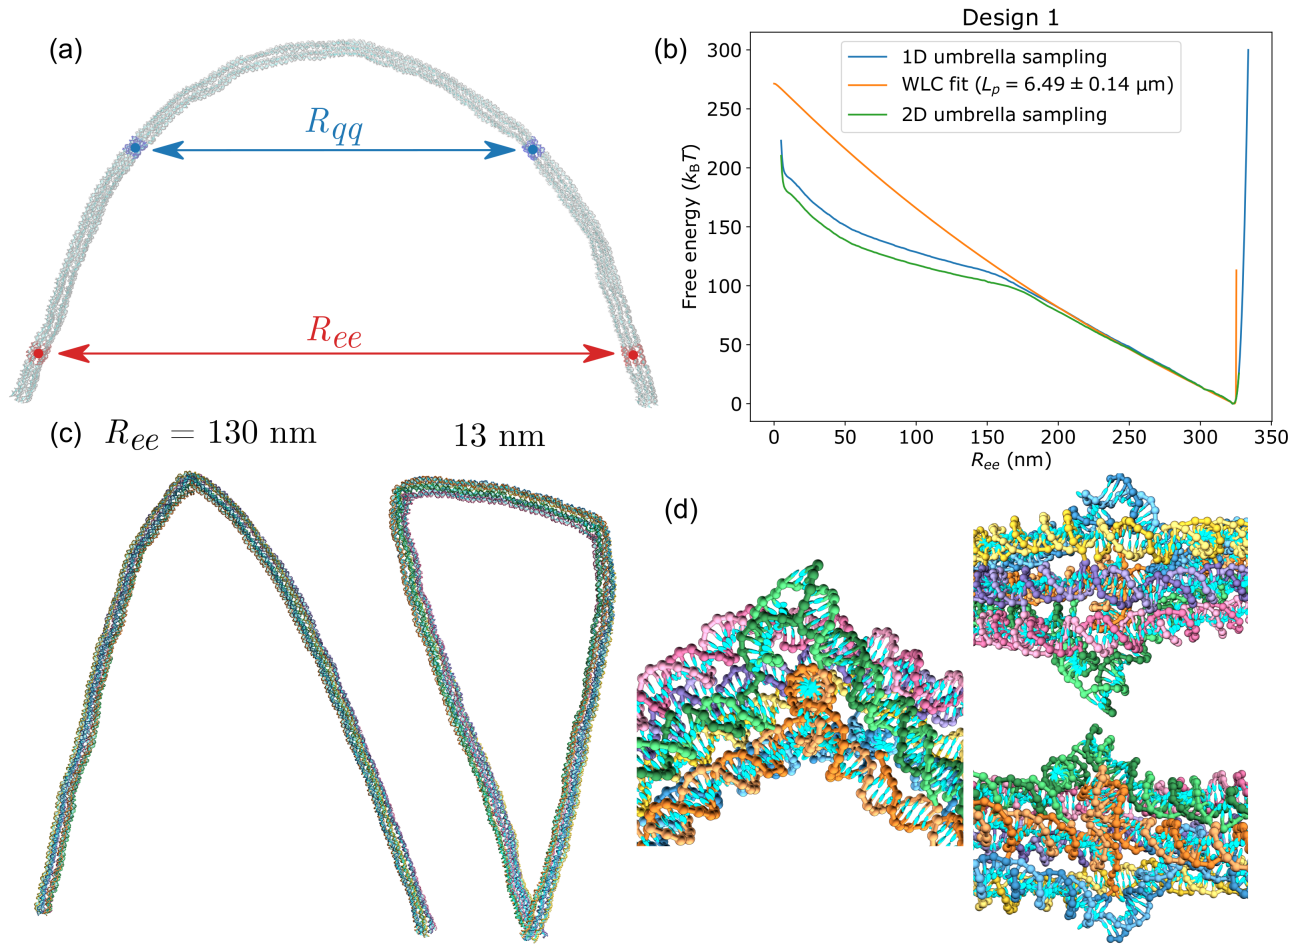 (a)
R_qq
R_ee
(b)
Design 1
1D umbrella sampling
WLC fit (L_p = 6.49 ± 0.14 μm)
2D umbrella sampling
Free energy (k_BT)
300
250
200
150
100
50
0
0 50 100 150 200 250 300 350
R_ee (nm)
(c) R_ee = 130 nm 13 nm
(d)